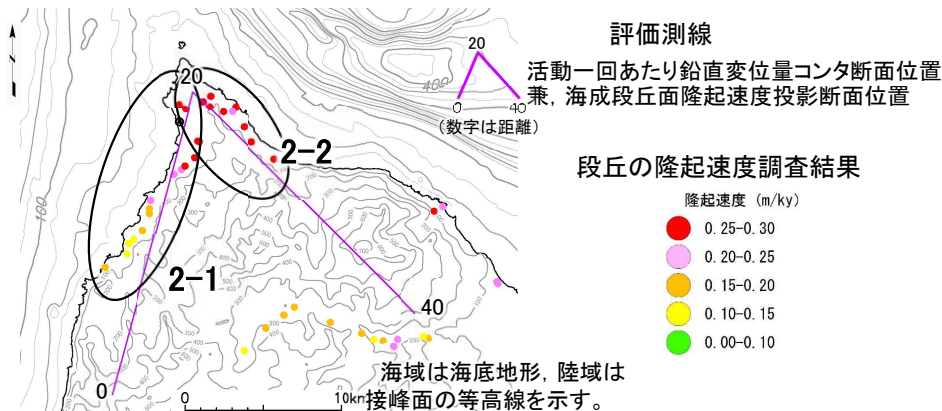 評価測線
20
0
40
(数字は距離)
活動一回あたり鉛直変位量コンタ断面位置
兼，海成段丘面隆起速度投影断面位置
段丘の隆起速度調査結果
隆起速度 (m/ky)
0.25-0.30
0.20-0.25
0.15-0.20
0.10-0.15
0.00-0.10
20
2-2
2-1
40
0
400
100
0
10km
海域は海底地形，陸域は
接峰面の等高線を示す。